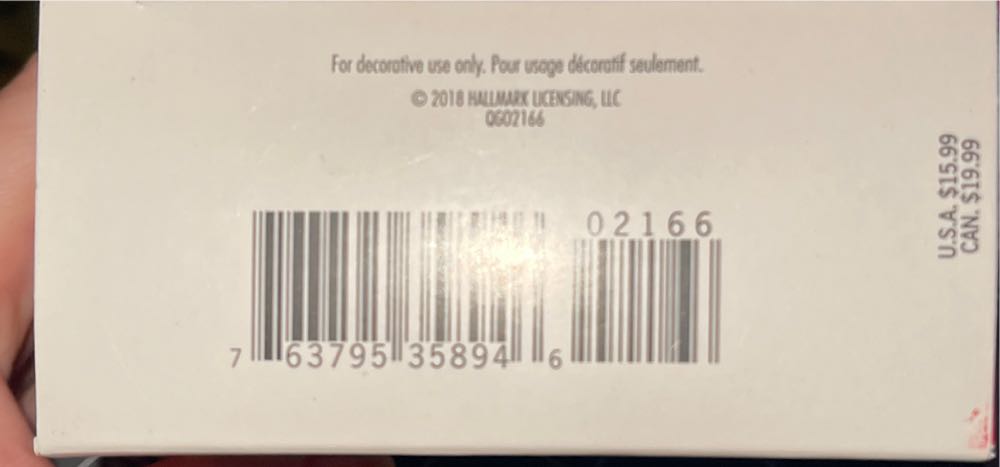 For decorative use only. Pour usage décoratif seulement.
© 2018 HALLMARK LICENSING, LLC
QGO2166
02166
7 63795 35894 6
U.S.A. $15.99
CAN. $19.99